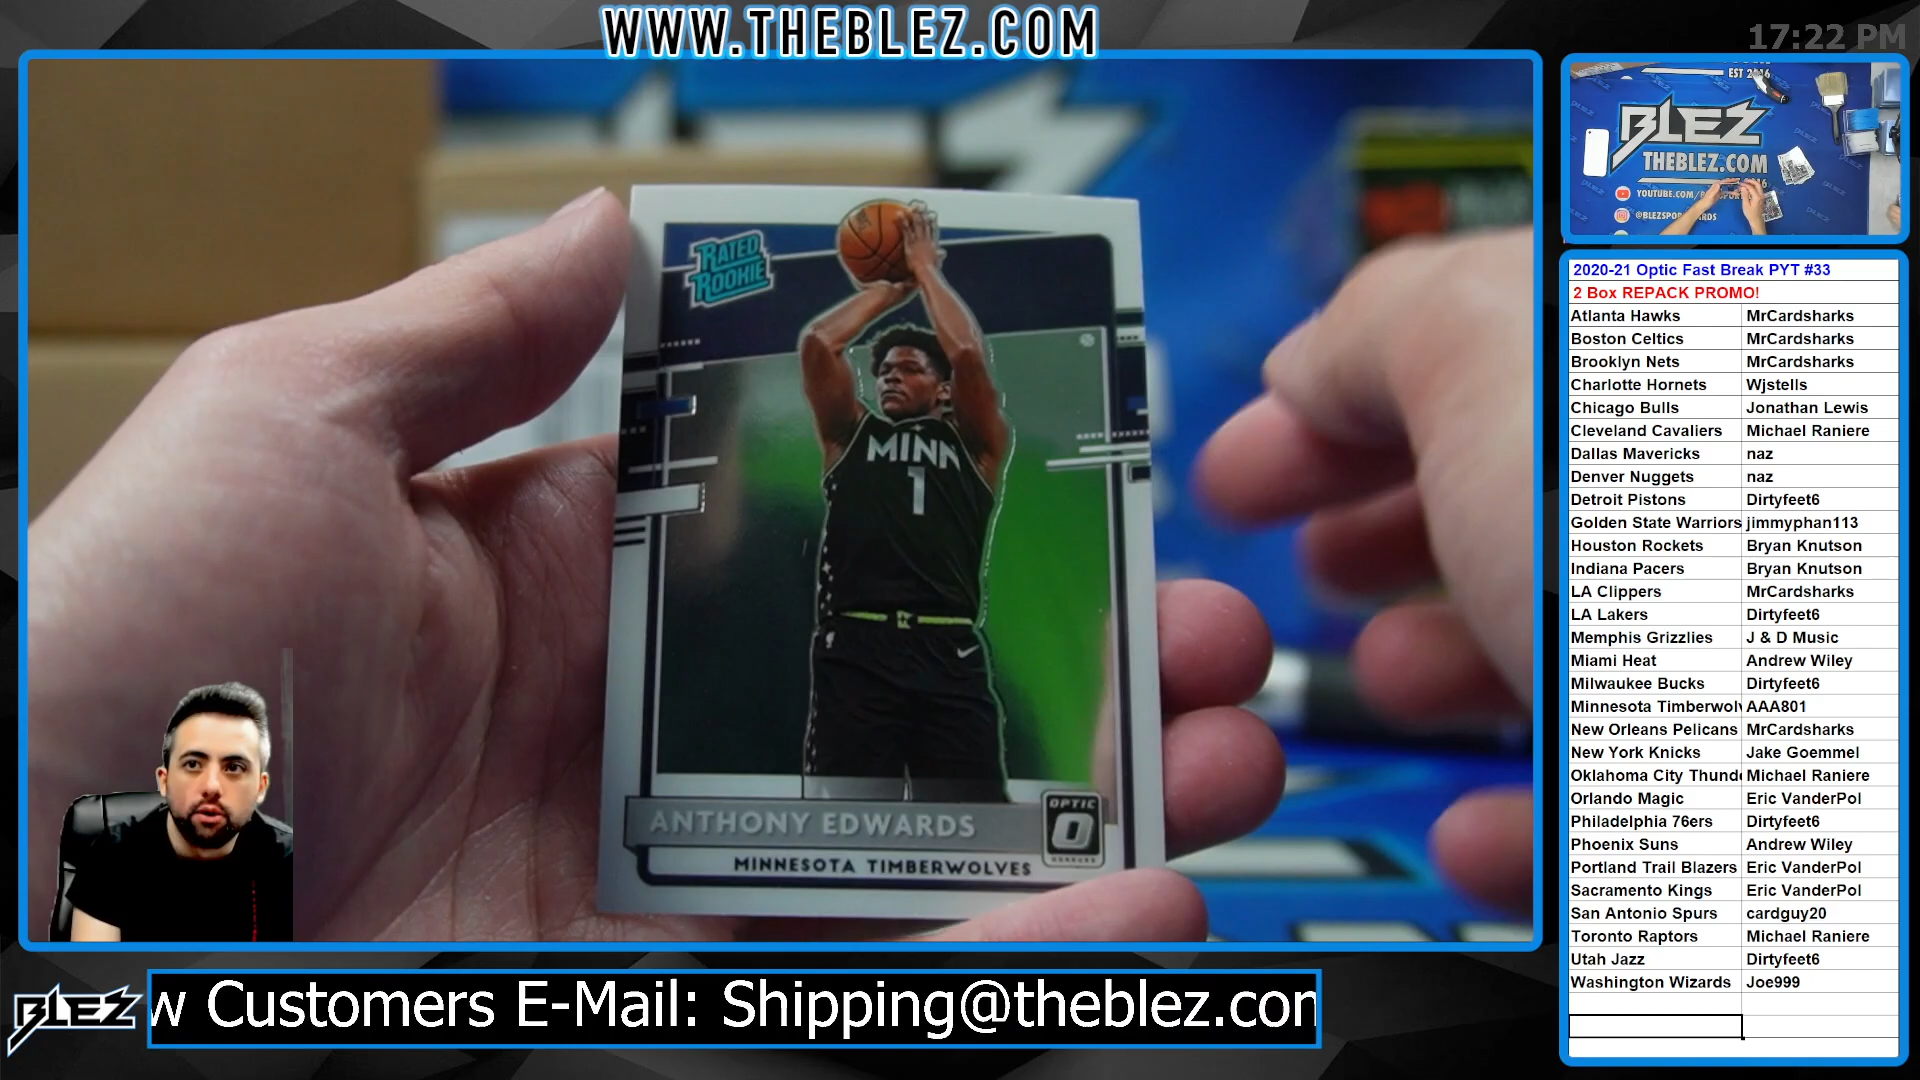 WWW.THEBLEZ.COM
17:22 PM
EST 2016
BLEZ
THEBLEZ.COM
@BLEZSPORTSCARDS
RATED
ROOKIE
MINN
1
ANTHONY EDWARDS
MINNESOTA TIMBERWOLVES
OPTIC
2020-21 Optic Fast Break PYT #33
2 Box REPACK PROMO!
Atlanta Hawks MrCardsharks
Boston Celtics MrCardsharks
Brooklyn Nets MrCardsharks
Charlotte Hornets Wjstells
Chicago Bulls Jonathan Lewis
Cleveland Cavaliers Michael Raniere
Dallas Mavericks naz
Denver Nuggets naz
Detroit Pistons Dirtyfeet6
Golden State Warriors jimmyphan113
Houston Rockets Bryan Knutson
Indiana Pacers Bryan Knutson
LA Clippers MrCardsharks
LA Lakers Dirtyfeet6
Memphis Grizzlies J & D Music
Miami Heat Andrew Wiley
Milwaukee Bucks Dirtyfeet6
Minnesota Timberwolv AAA801
New Orleans Pelicans MrCardsharks
New York Knicks Jake Goemmel
Oklahoma City Thunde Michael Raniere
Orlando Magic Eric VanderPol
Philadelphia 76ers Dirtyfeet6
Phoenix Suns Andrew Wiley
Portland Trail Blazers Eric VanderPol
Sacramento Kings Eric VanderPol
San Antonio Spurs cardguy20
Toronto Raptors Michael Raniere
Utah Jazz Dirtyfeet6
Washington Wizards Joe999
BLEZ
w Customers E-Mail: Shipping@theblez.com